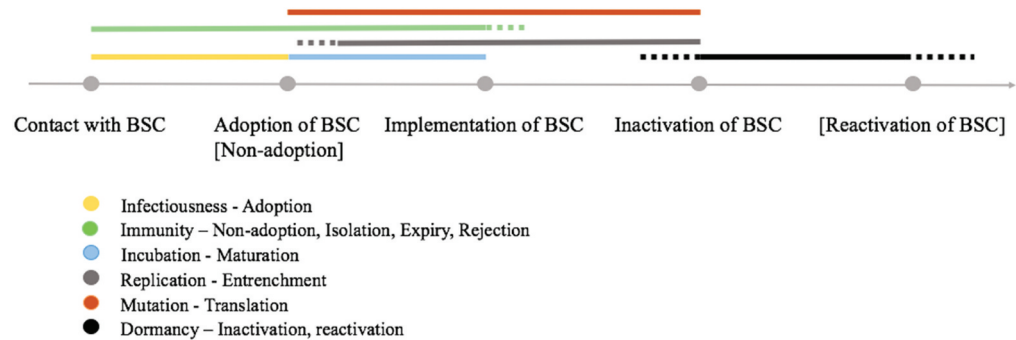 Contact with BSC
Adoption of BSC
[Non-adoption]
Implementation of BSC
Inactivation of BSC
[Reactivation of BSC]
Infectiousness - Adoption
Immunity – Non-adoption, Isolation, Expiry, Rejection
Incubation - Maturation
Replication - Entrenchment
Mutation - Translation
Dormancy – Inactivation, reactivation